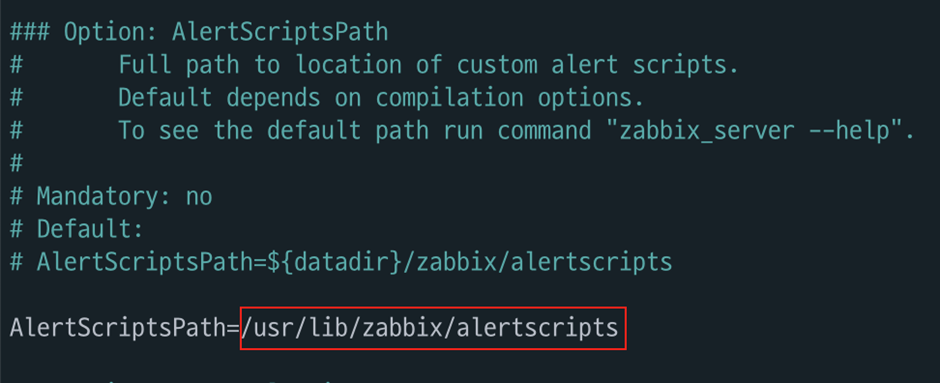 ### Option: AlertScriptsPath
#       Full path to location of custom alert scripts.
#       Default depends on compilation options.
#       To see the default path run command "zabbix_server --help".
#
# Mandatory: no
# Default:
# AlertScriptsPath=${datadir}/zabbix/alertscripts
AlertScriptsPath=/usr/lib/zabbix/alertscripts